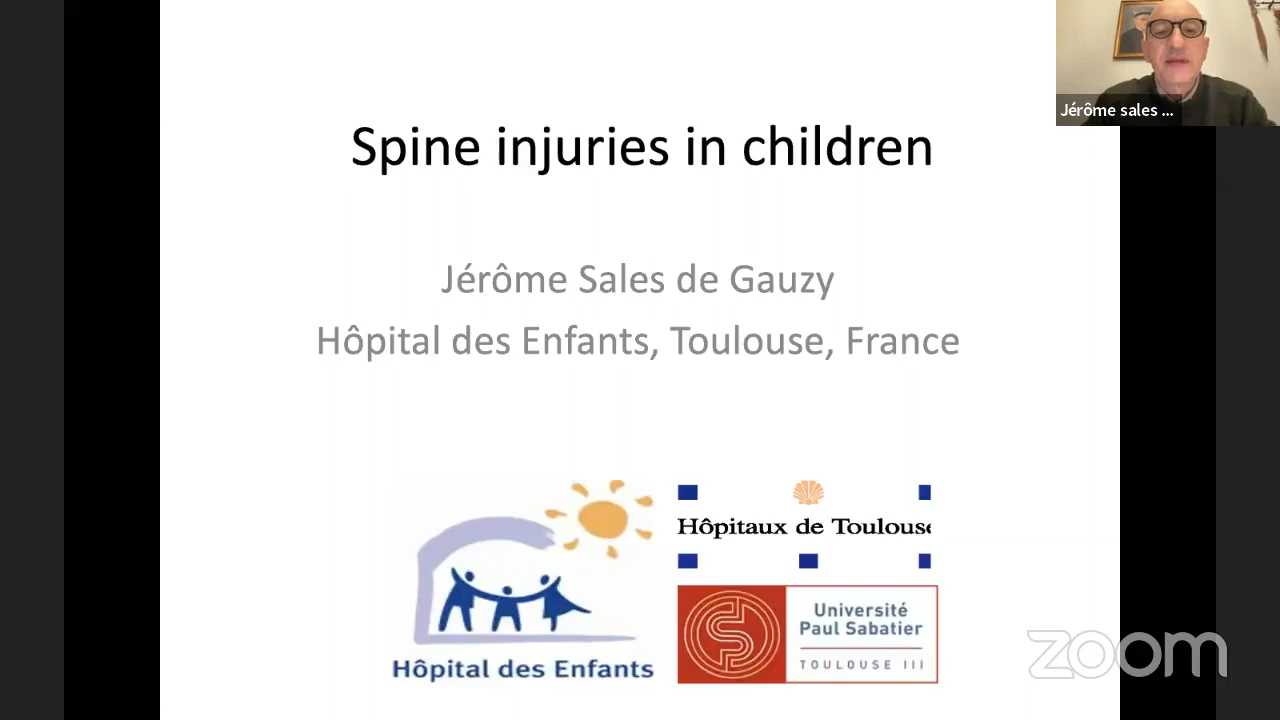 Jérôme sales ...
Spine injuries in children
Jérôme Sales de Gauzy
Hôpital des Enfants, Toulouse, France
Hôpitaux de Toulouse
Université
Paul Sabatier
TOULOUSE III
Hôpital des Enfants
zoom